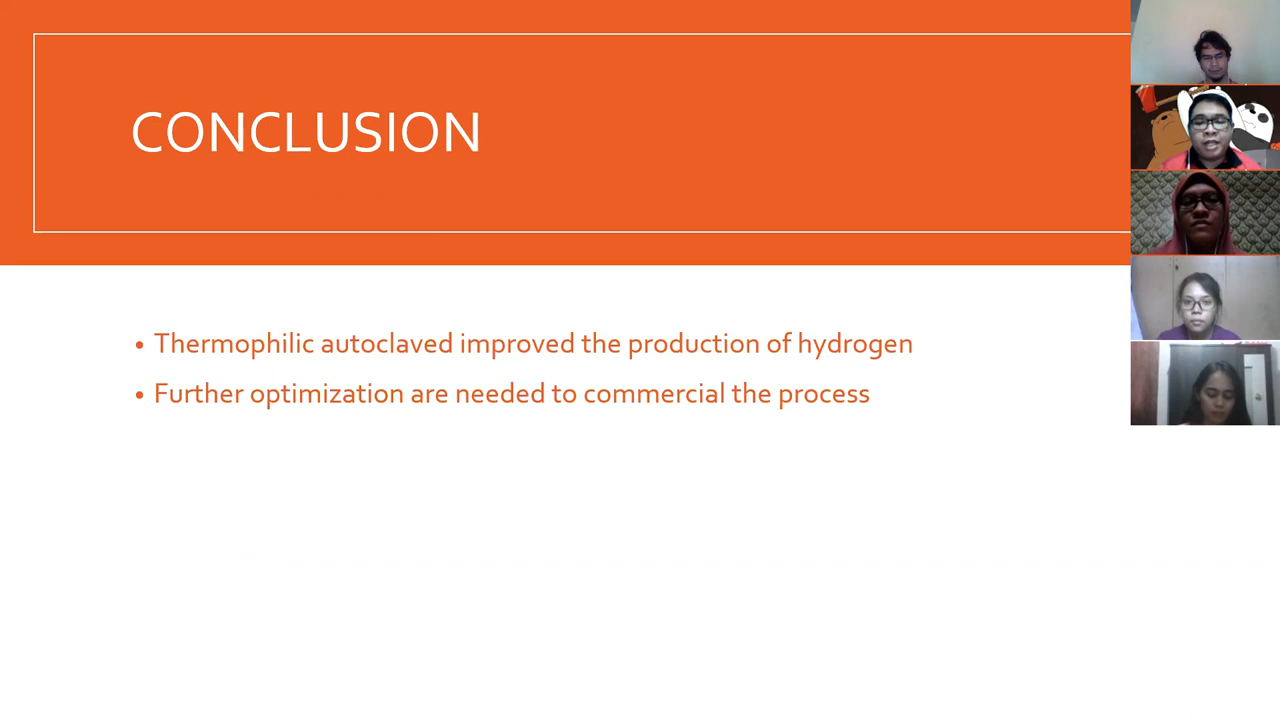 CONCLUSION
• Thermophilic autoclaved improved the production of hydrogen
• Further optimization are needed to commercial the process